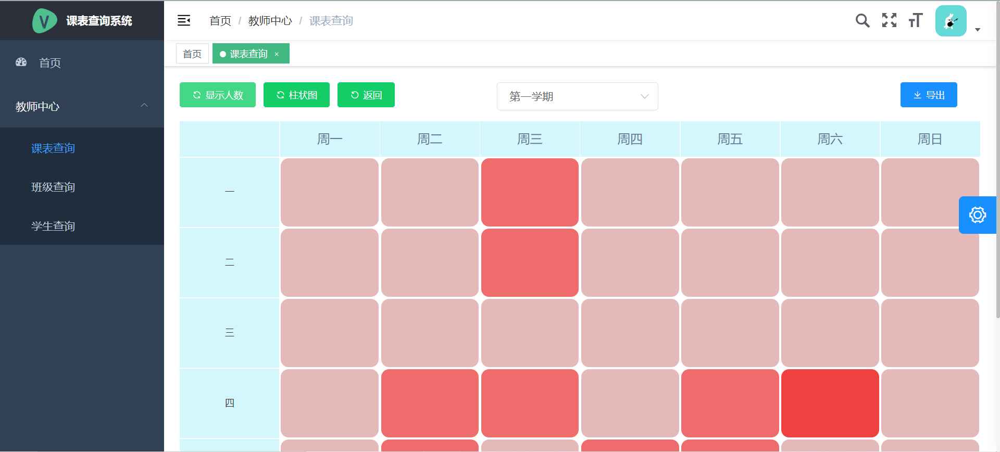 V 课表查询系统
首页
教师中心
课表查询
班级查询
学生查询
首页 / 教师中心 / 课表查询
首页 课表查询 ×
显示人数 柱状图 返回 第一学期 导出
周一 周二 周三 周四 周五 周六 周日
一
二
三
四